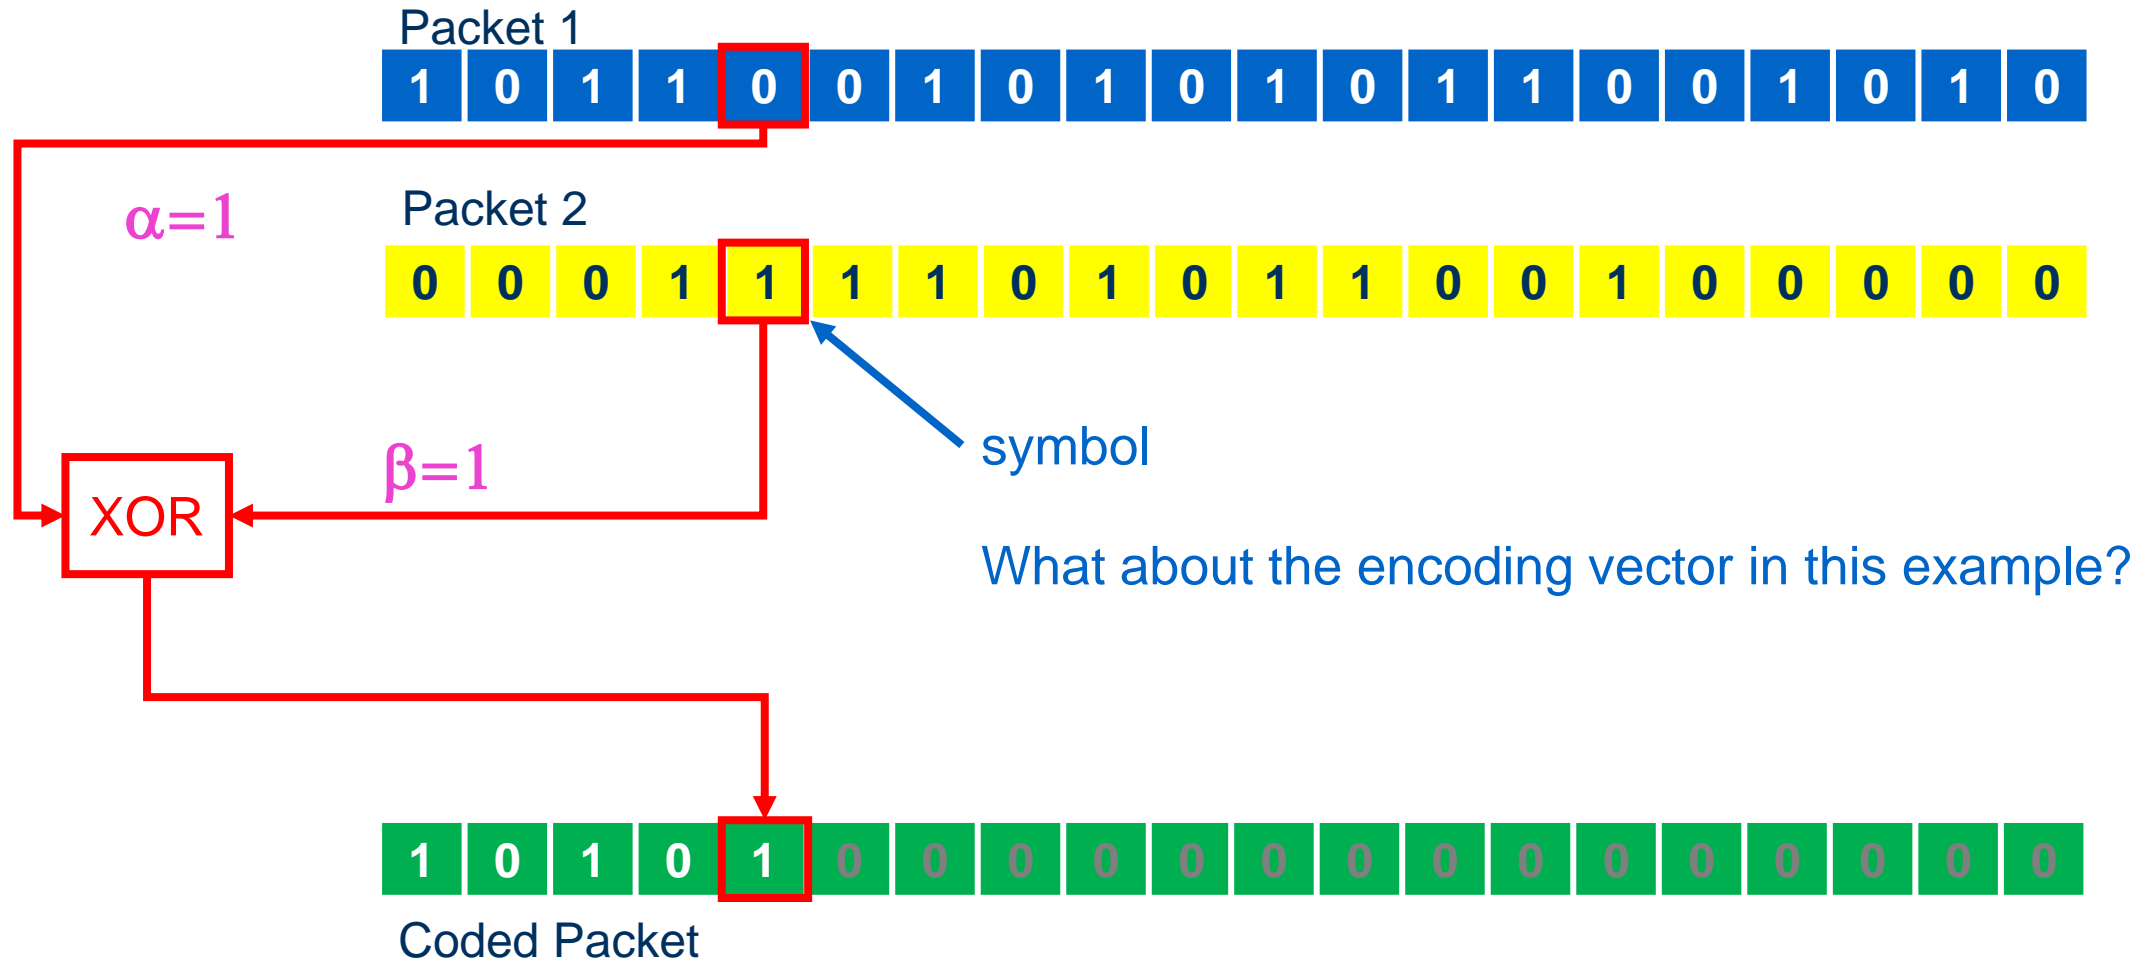 Packet 1
1 0 1 1 0 0 1 0 1 0 1 0 1 1 0 0 1 0 1 0
α=1
Packet 2
0 0 0 1 1 1 1 0 1 0 1 1 0 0 1 0 0 0 0 0
symbol
β=1
XOR
What about the encoding vector in this example?
1 0 1 0 1 0 0 0 0 0 0 0 0 0 0 0 0 0 0 0
Coded Packet